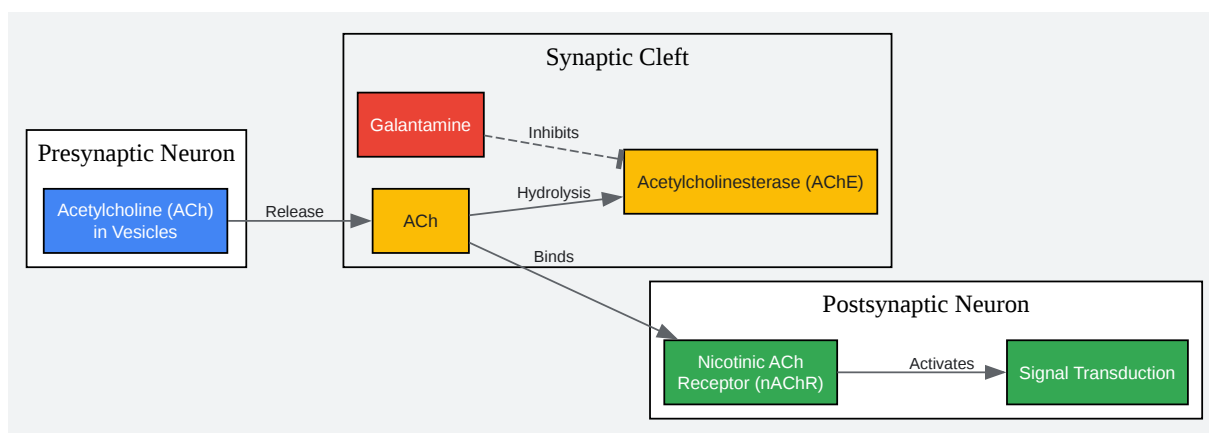 Synaptic Cleft
Galantamine
Inhibits
Presynaptic Neuron
Acetylcholinesterase (AChE)
Hydrolysis
Acetylcholine (ACh)
in Vesicles
Release
ACh
Binds
Postsynaptic Neuron
Nicotinic ACh
Receptor (nAChR)
Activates
Signal Transduction